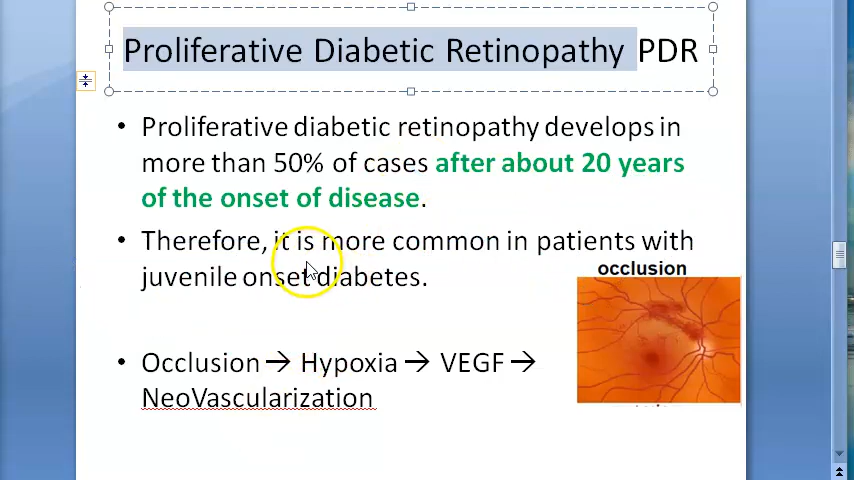 Proliferative Diabetic Retinopathy PDR
• Proliferative diabetic retinopathy develops in
more than 50% of cases after about 20 years
of the onset of disease.
• Therefore, it is more common in patients with
juvenile onset diabetes.
occlusion
• Occlusion → Hypoxia → VEGF →
NeoVascularization